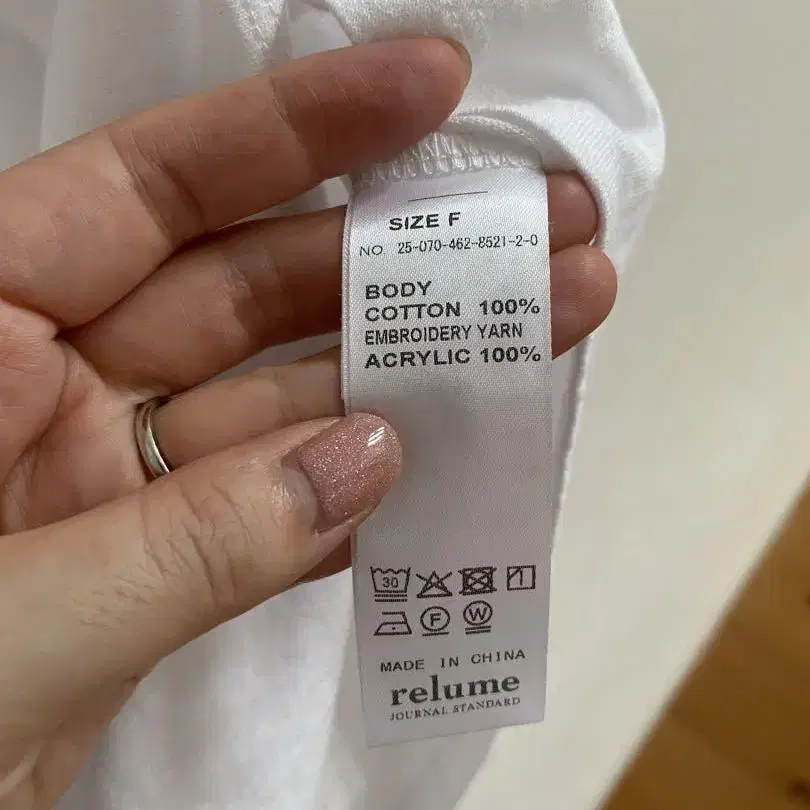 SIZE F
NO. 25-070-462-8521-2-0
BODY
COTTON 100%
EMBROIDERY YARN
ACRYLIC 100%
30
F W
MADE IN CHINA
relume
JOURNAL STANDARD